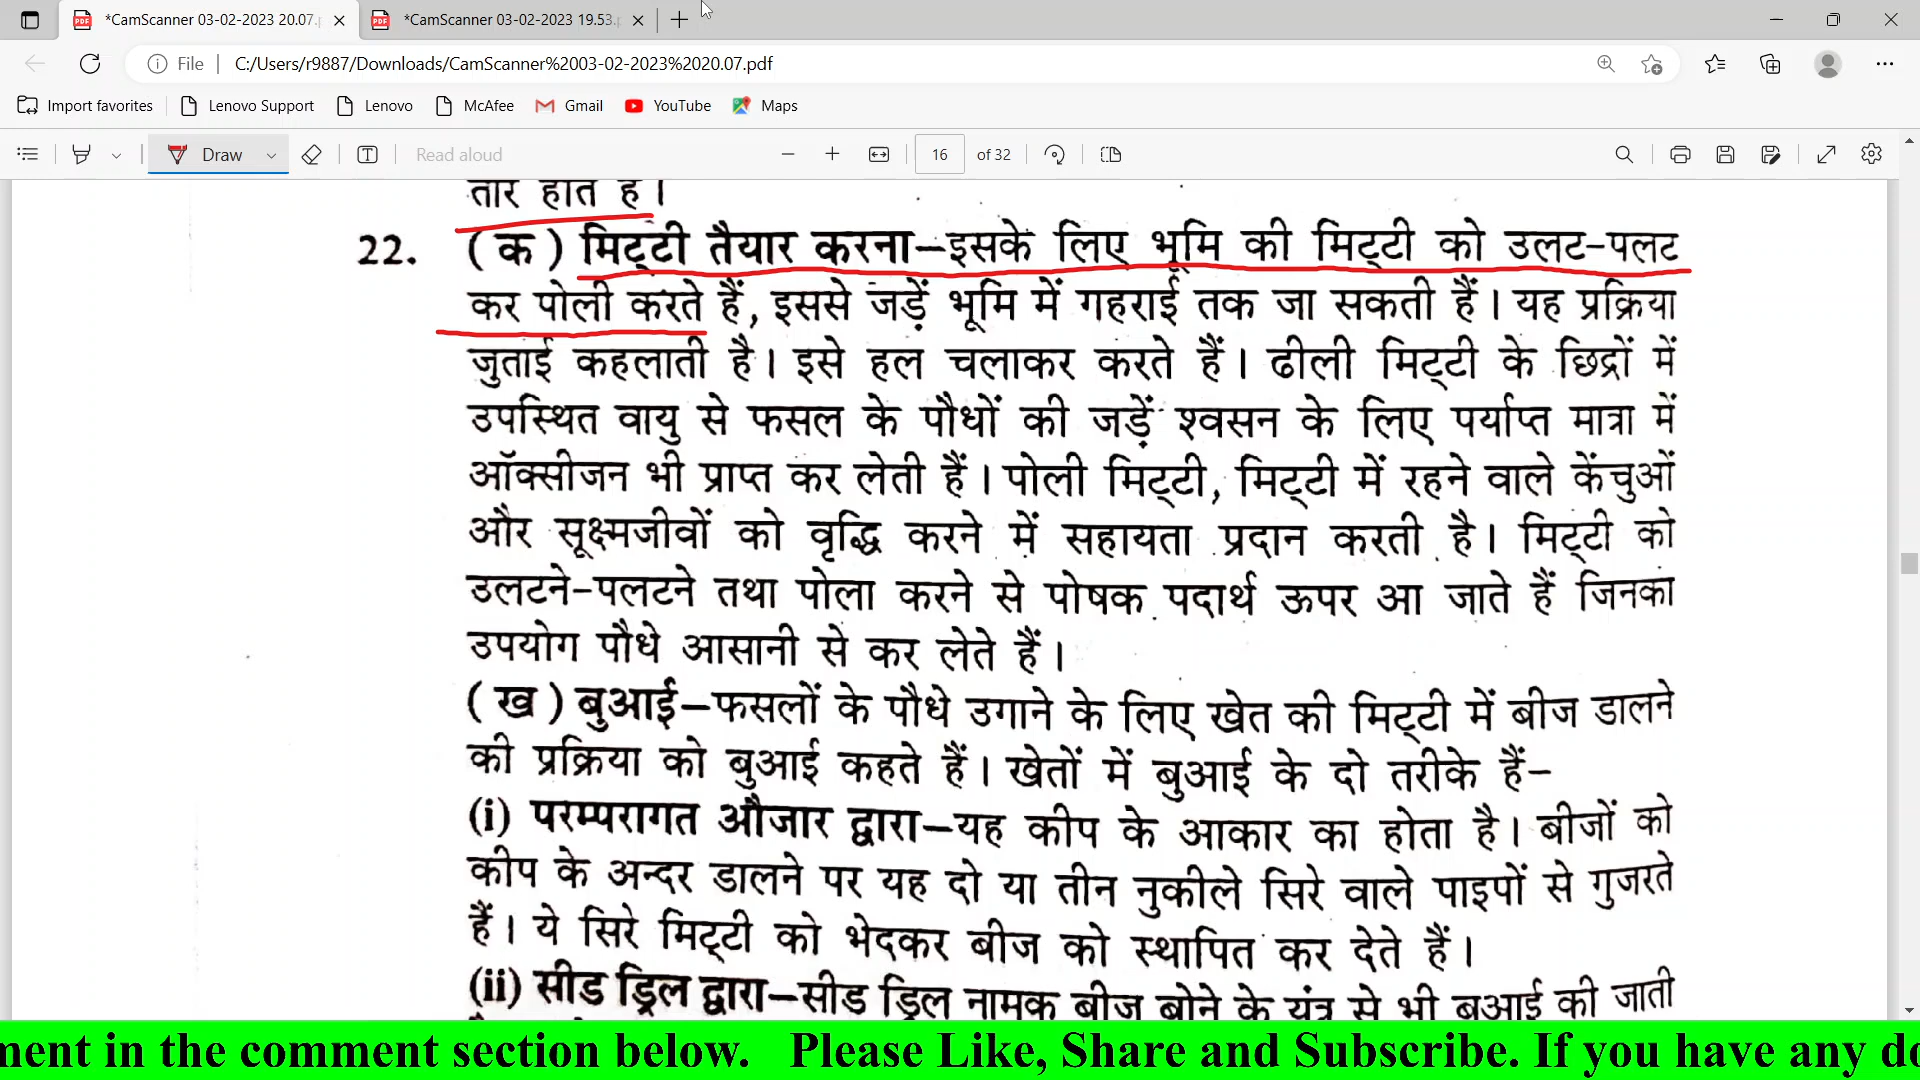 *CamScanner 03-02-2023 20.07.p
*CamScanner 03-02-2023 19.53.p
File
C:/Users/r9887/Downloads/CamScanner%2003-02-2023%2020.07.pdf
Import favorites Lenovo Support Lenovo McAfee Gmail YouTube Maps
Draw Read aloud 16 of 32
22. (क) मिट्टी तैयार करना–इसके लिए भूमि की मिट्टी को उलट-पलट
कर पोली करते हैं, इससे जड़ें भूमि में गहराई तक जा सकती हैं। यह प्रक्रिया
जुताई कहलाती है। इसे हल चलाकर करते हैं। ढीली मिट्टी के छिद्रों में
उपस्थित वायु से फसल के पौधों की जड़ें श्वसन के लिए पर्याप्त मात्रा में
ऑक्सीजन भी प्राप्त कर लेती हैं। पोली मिट्टी, मिट्टी में रहने वाले केंचुओं
और सूक्ष्मजीवों को वृद्धि करने में सहायता प्रदान करती है। मिट्टी को
उलटने-पलटने तथा पोला करने से पोषक पदार्थ ऊपर आ जाते हैं जिनका
उपयोग पौधे आसानी से कर लेते हैं।
(ख) बुआई–फसलों के पौधे उगाने के लिए खेत की मिट्टी में बीज डालने
की प्रक्रिया को बुआई कहते हैं। खेतों में बुआई के दो तरीके हैं–
(i) परम्परागत औजार द्वारा–यह कीप के आकार का होता है। बीजों को
कीप के अन्दर डालने पर यह दो या तीन नुकीले सिरे वाले पाइपों से गुजरते
हैं। ये सिरे मिट्टी को भेदकर बीज को स्थापित कर देते हैं।
(ii) सीड ड्रिल द्वारा–सीड ड्रिल नामक बीज बोने के यंत्र से भी बुआई की जाती
ment in the comment section below. Please Like, Share and Subscribe. If you have any do